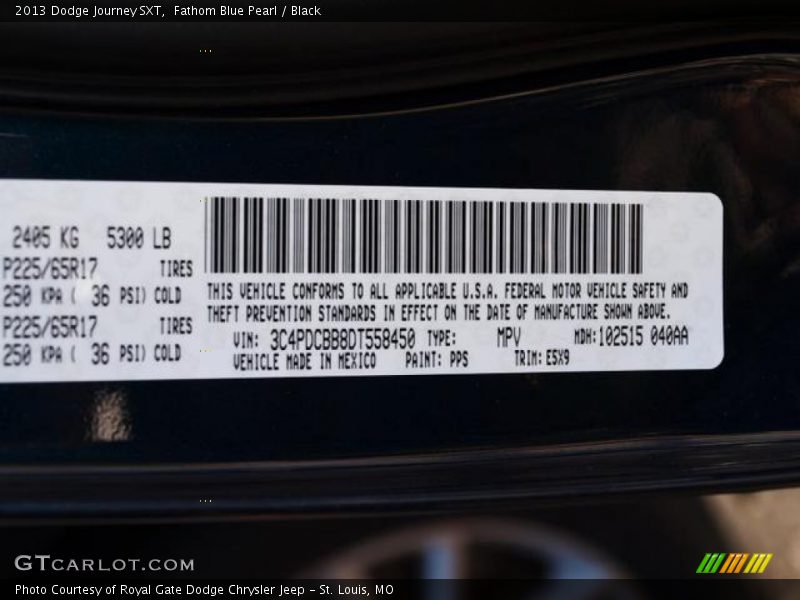 2013 Dodge Journey SXT, Fathom Blue Pearl / Black
2405 KG 5300 LB
P225/65R17 TIRES
250 KPA ( 36 PSI) COLD
P225/65R17 TIRES
250 KPA ( 36 PSI) COLD
THIS VEHICLE CONFORMS TO ALL APPLICABLE U.S.A. FEDERAL MOTOR VEHICLE SAFETY AND
THEFT PREVENTION STANDARDS IN EFFECT ON THE DATE OF MANUFACTURE SHOWN ABOVE.
VIN: 3C4PDCBB8DT558450 TYPE: MPV MDH:102515 040AA
VEHICLE MADE IN MEXICO PAINT: PPS TRIM: E5X9
GTCARLOT.COM
Photo Courtesy of Royal Gate Dodge Chrysler Jeep - St. Louis, MO